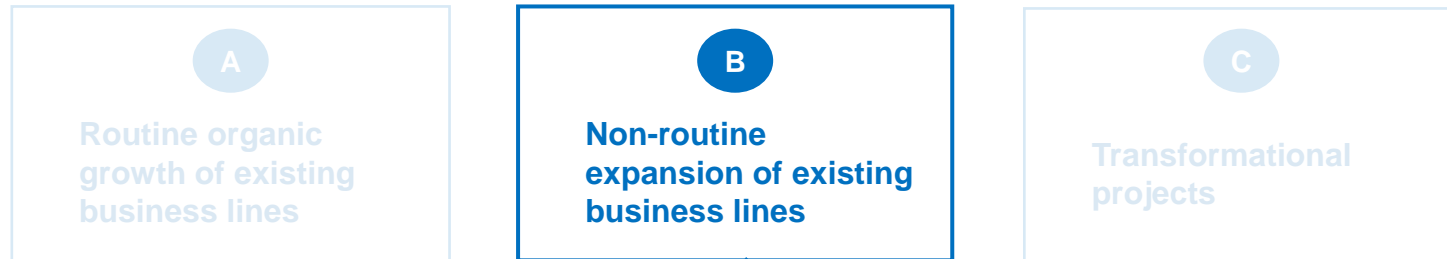 A
Routine organic
growth of existing
business lines
B
Non-routine
expansion of existing
business lines
C
Transformational
projects